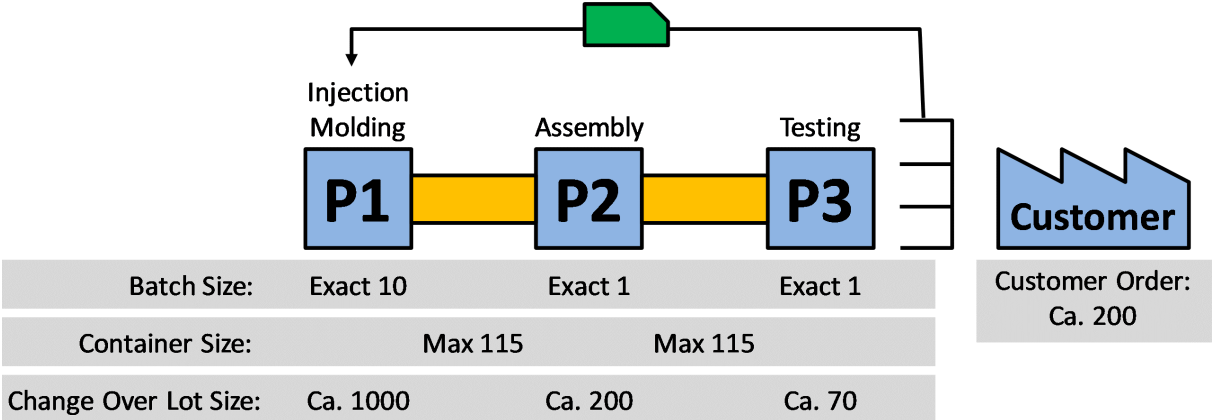 Injection
Molding
Assembly
Testing
P1
P2
P3
Customer
Batch Size: Exact 10 Exact 1 Exact 1
Customer Order:
Ca. 200
Container Size: Max 115 Max 115
Change Over Lot Size: Ca. 1000 Ca. 200 Ca. 70